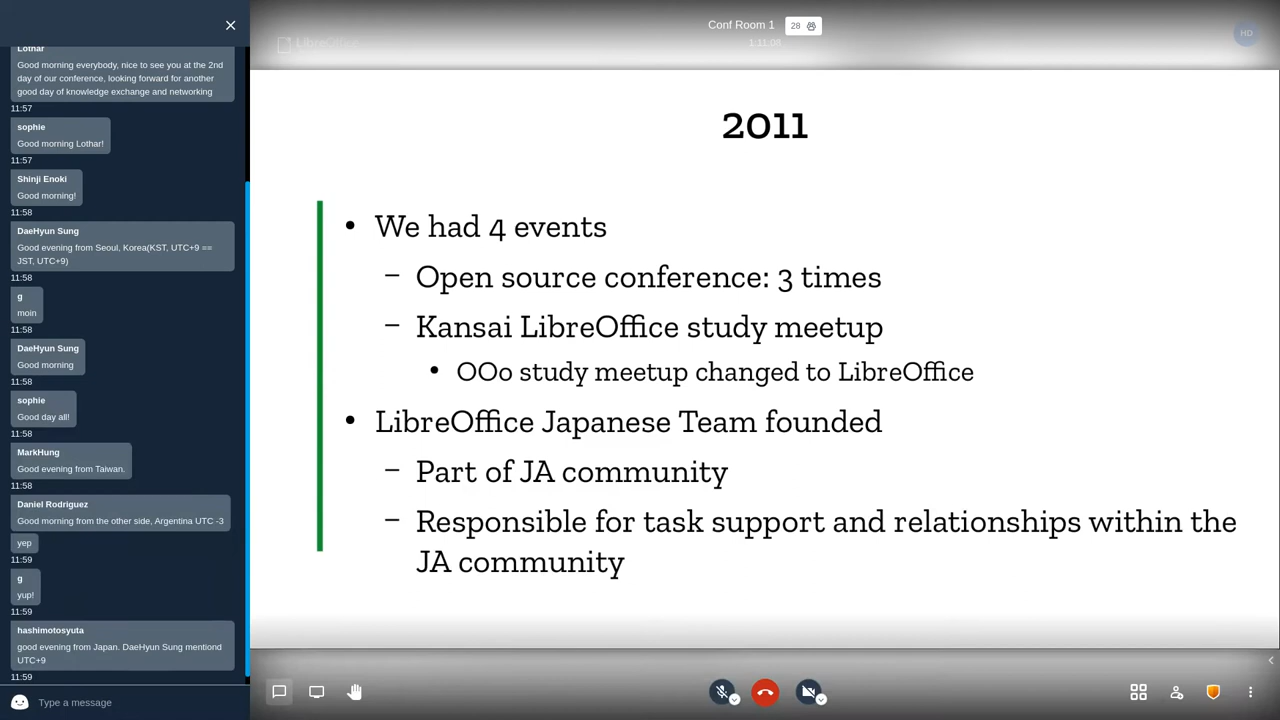 Lothar
Good morning everybody, nice to see you at the 2nd
day of our conference, looking forward for another
good day of knowledge exchange and networking
11:57
sophie
Good morning Lothar!
11:57
Shinji Enoki
Good morning!
11:58
DaeHyun Sung
Good evening from Seoul, Korea(KST, UTC+9 ==
JST, UTC+9)
11:58
g
moin
11:58
DaeHyun Sung
Good morning
11:58
sophie
Good day all!
11:58
MarkHung
Good evening from Taiwan.
11:58
Daniel Rodriguez
Good morning from the other side, Argentina UTC -3
yep
11:59
g
yup!
11:59
hashimotosyuta
good evening from Japan. DaeHyun Sung mentiond
UTC+9
11:59
Type a message
Conf Room 1
28
1:11:09
HD
2011
• We had 4 events
– Open source conference: 3 times
– Kansai LibreOffice study meetup
• OOo study meetup changed to LibreOffice
• LibreOffice Japanese Team founded
– Part of JA community
– Responsible for task support and relationships within the
JA community